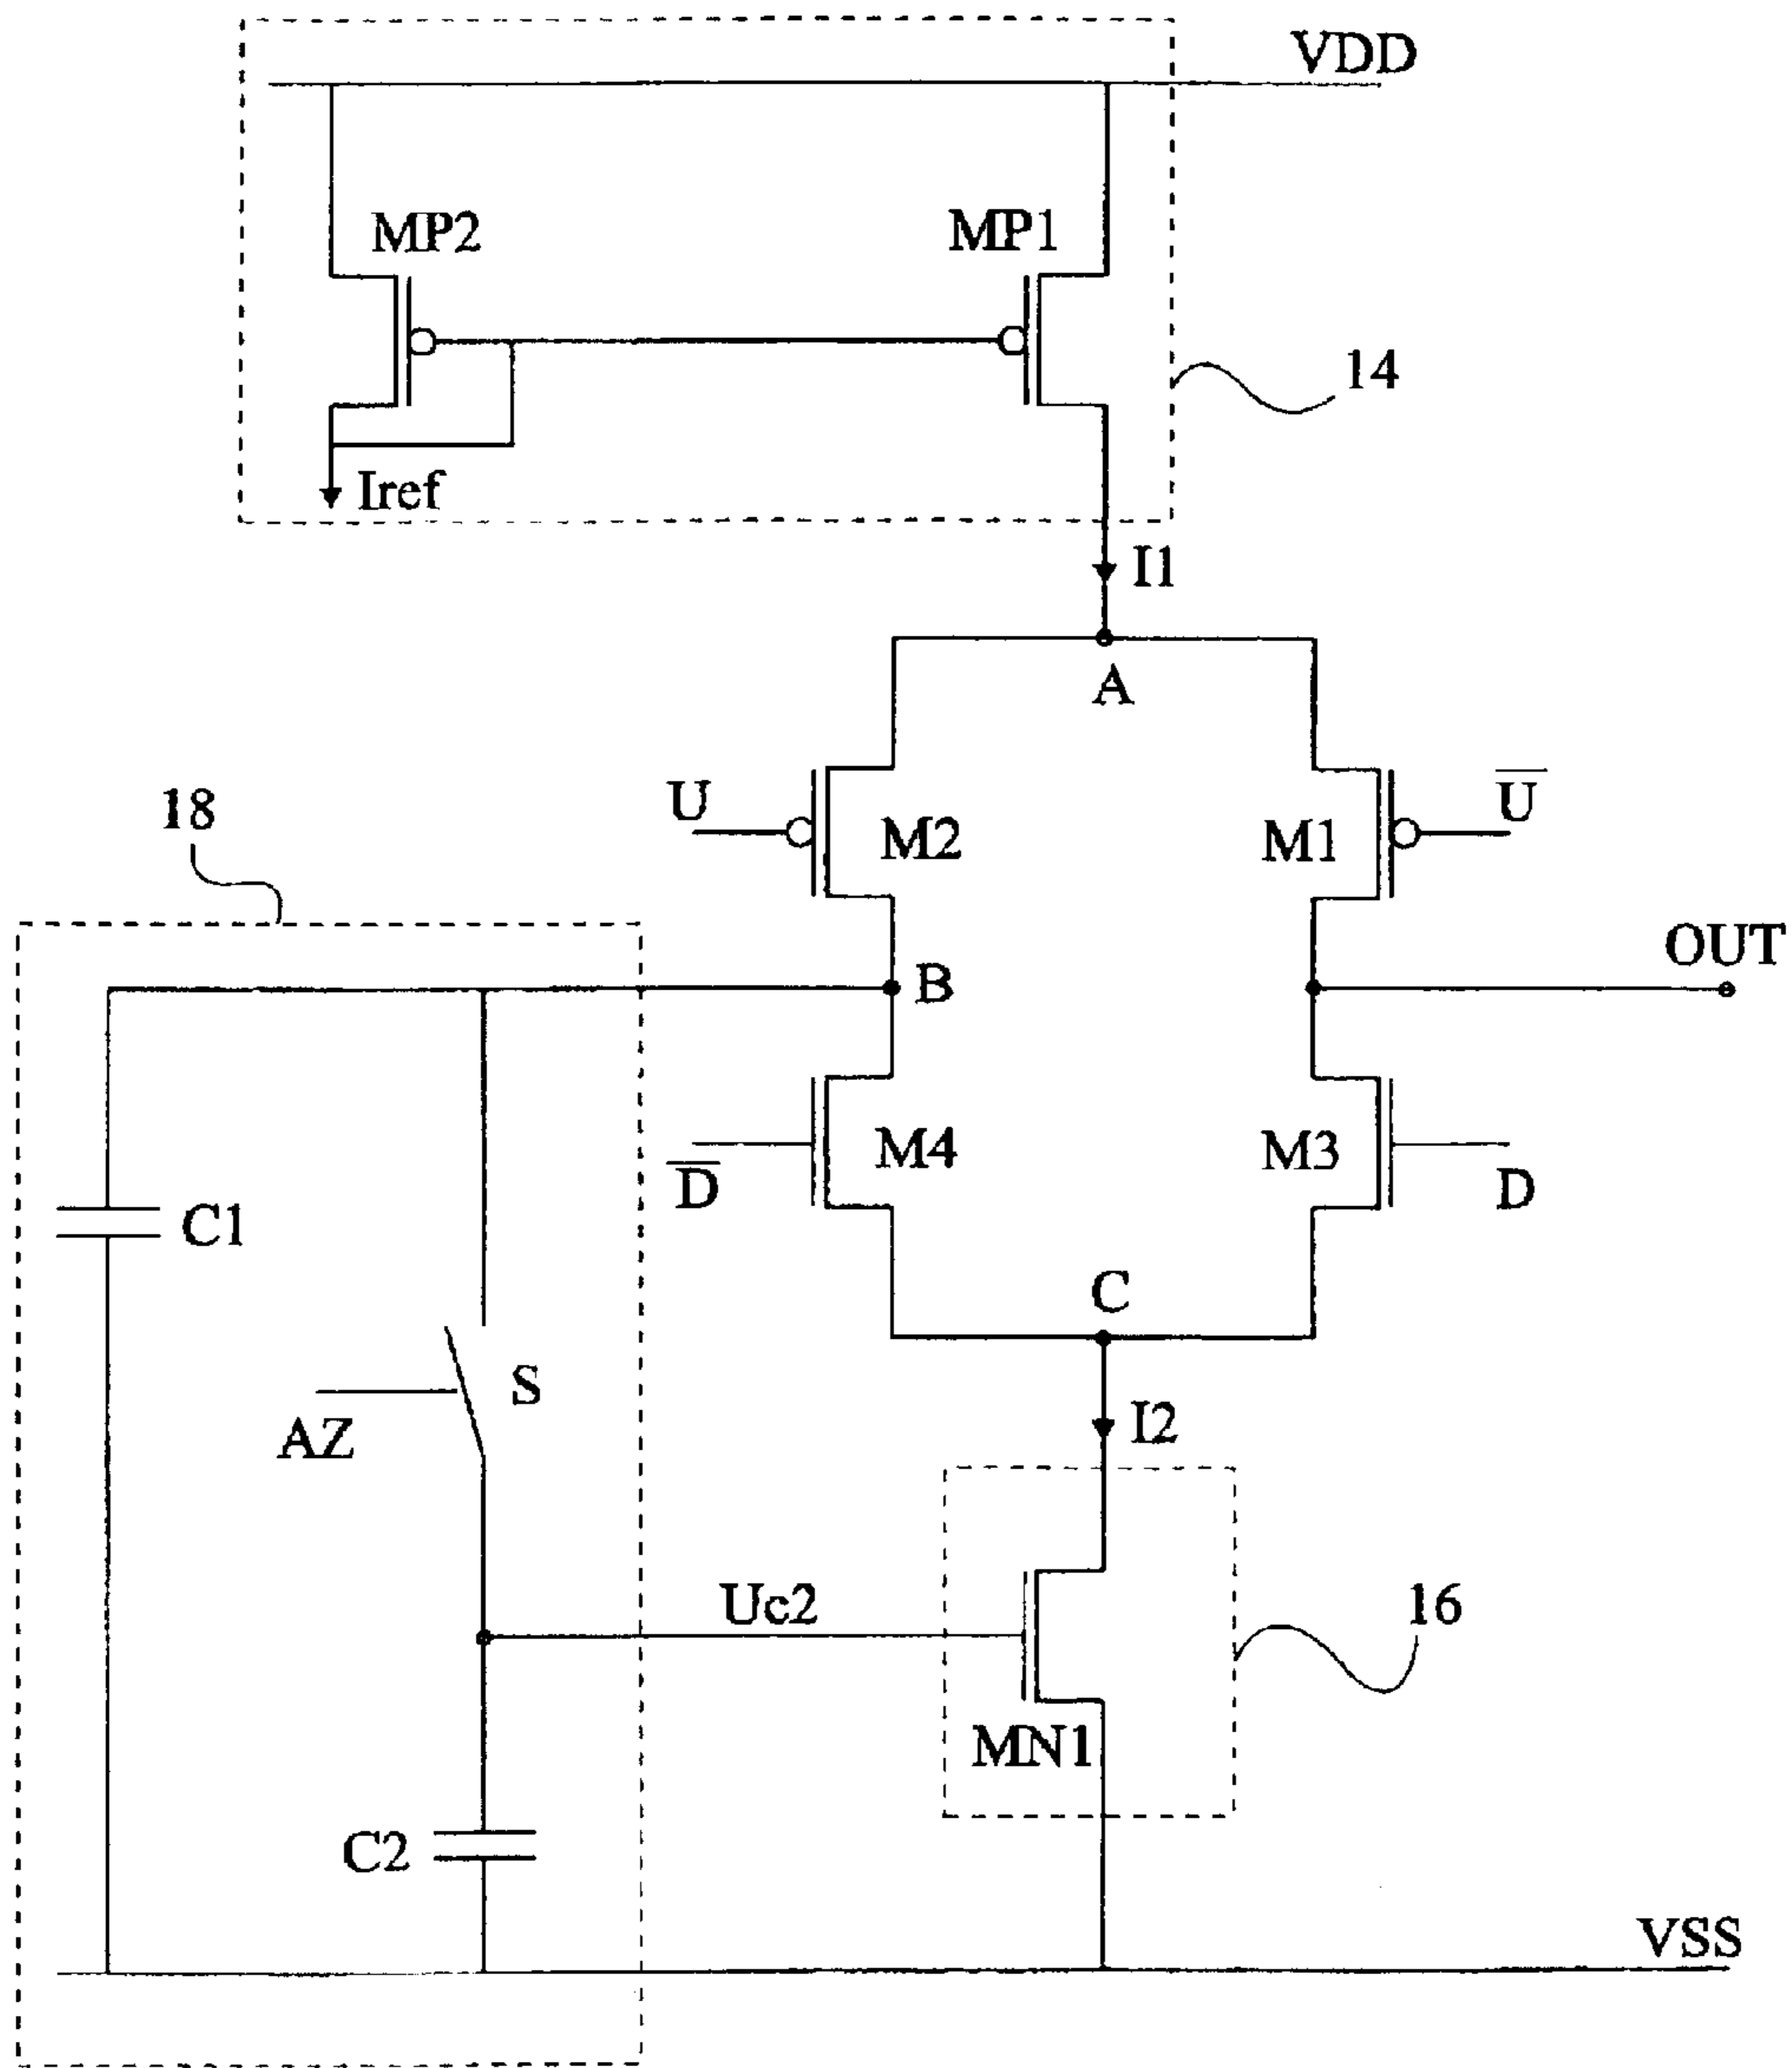 VDD
MP2
MP1
14
Iref
I1
A
U
M2
M1
U̅
18
OUT
B
D̅
M4
M3
D
C1
C
S
AZ
I2
Uc2
16
MN1
C2
VSS